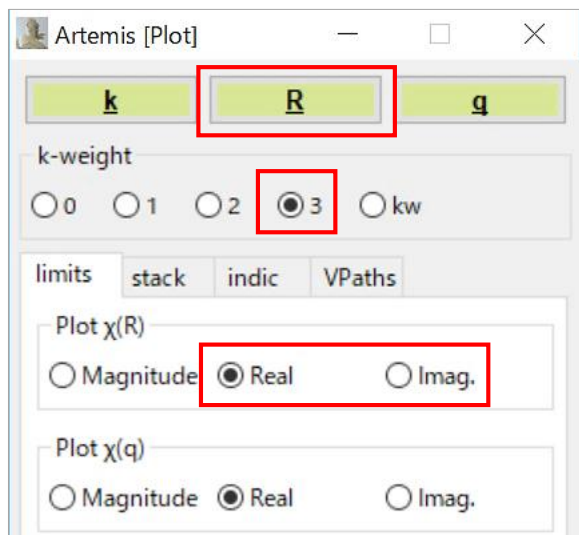 Artemis [Plot]
k R q
k-weight
0 1 2 3 kw
limits stack indic VPaths
Plot χ(R)
Magnitude Real Imag.
Plot χ(q)
Magnitude Real Imag.